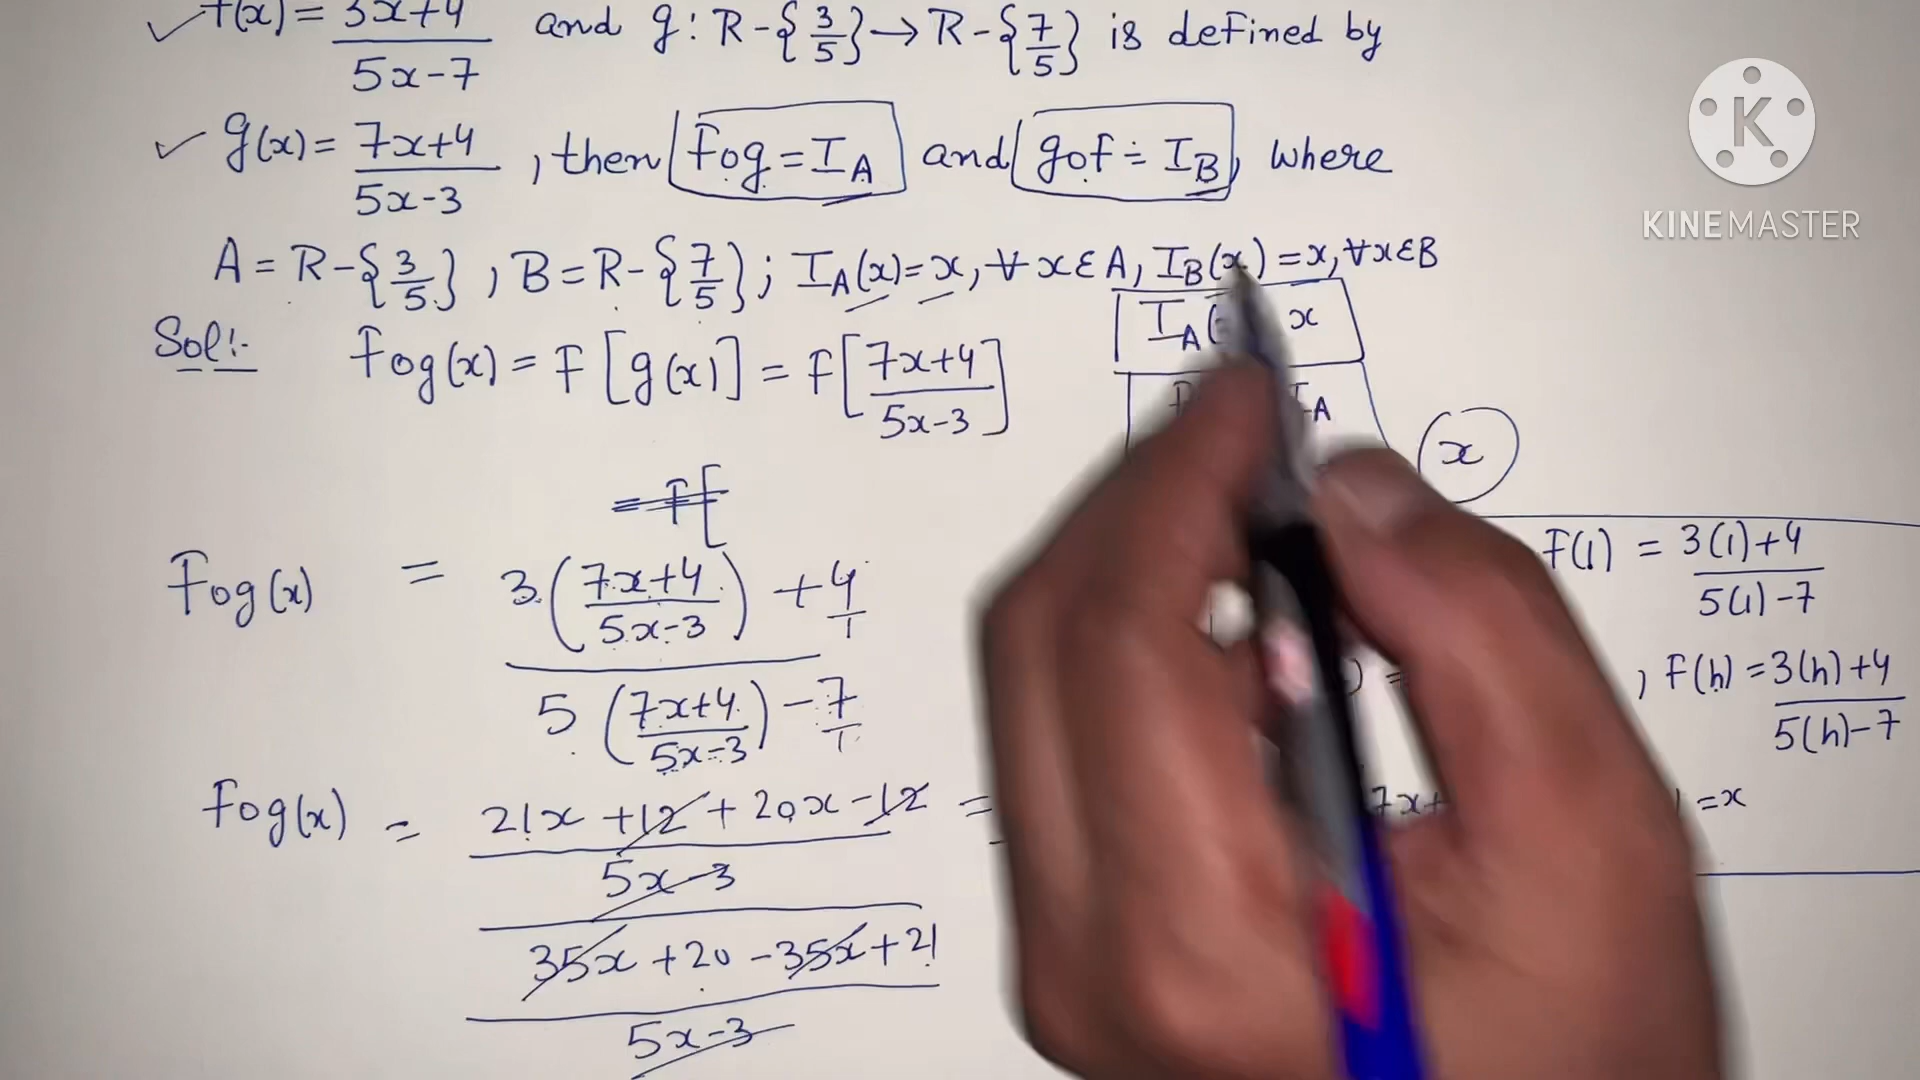 f(x) = 3x+4 / 5x-7 and g: R-{3/5} → R-{7/5} is defined by
g(x) = 7x+4 / 5x-3 , then fog = I_A and gof = I_B, where
A = R-{3/5} , B = R-{7/5} ; I_A(x) = x, ∀ x ∈ A, I_B(x) = x, ∀x ∈ B
Sol:- fog(x) = f[g(x)] = f[7x+4 / 5x-3]
I_A( x
I_A
x
= f[
fog(x) = 3(7x+4 / 5x-3) + 4/1 / 5(7x+4 / 5x-3) - 7/1
f(1) = 3(1)+4 / 5(1)-7
, f(h) = 3(h)+4 / 5(h)-7
fog(x) = 21x + 12 + 20x - 12 / 5x-3 / 35x + 20 - 35x + 21 / 5x-3 =
7x+
= x
K
KINEMASTER